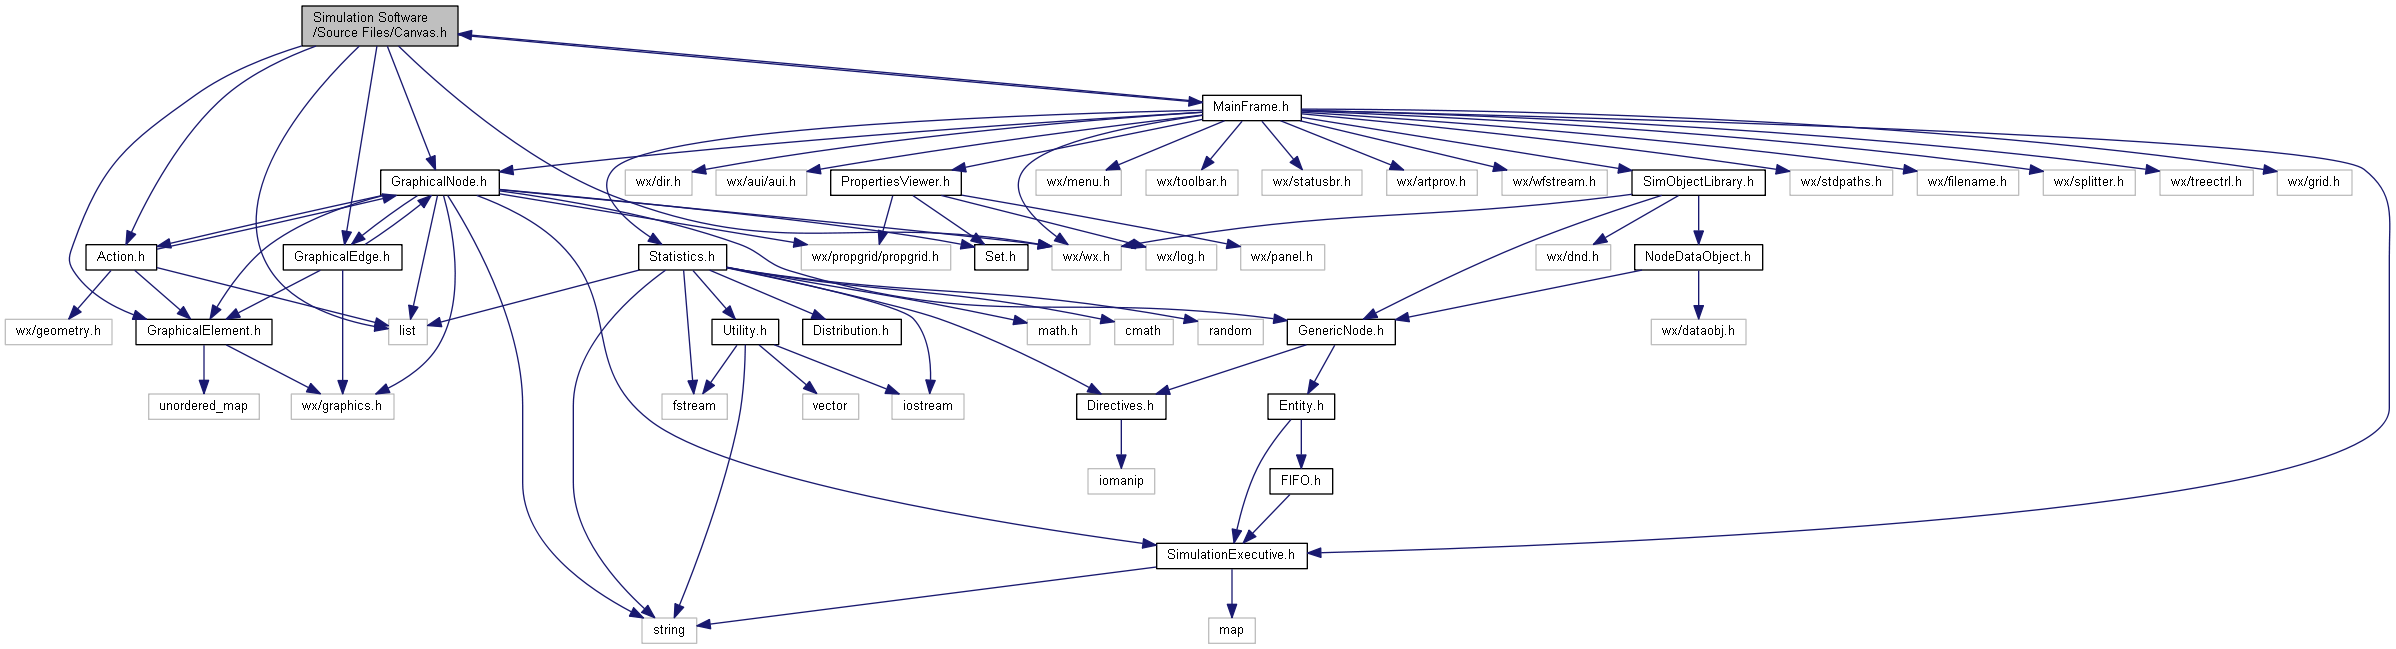 Simulation Software
/Source Files/Canvas.h
MainFrame.h
GraphicalNode.h
wx/dir.h
wx/aui/aui.h
PropertiesViewer.h
wx/menu.h
wx/toolbar.h
wx/statusbr.h
wx/artprov.h
wx/wfstream.h
SimObjectLibrary.h
wx/stdpaths.h
wx/filename.h
wx/splitter.h
wx/treectrl.h
wx/grid.h
Action.h
GraphicalEdge.h
Statistics.h
wx/propgrid/propgrid.h
Set.h
wx/wx.h
wx/log.h
wx/panel.h
wx/dnd.h
NodeDataObject.h
wx/geometry.h
GraphicalElement.h
list
Utility.h
Distribution.h
math.h
cmath
random
GenericNode.h
wx/dataobj.h
unordered_map
wx/graphics.h
fstream
vector
iostream
Directives.h
Entity.h
iomanip
FIFO.h
SimulationExecutive.h
string
map